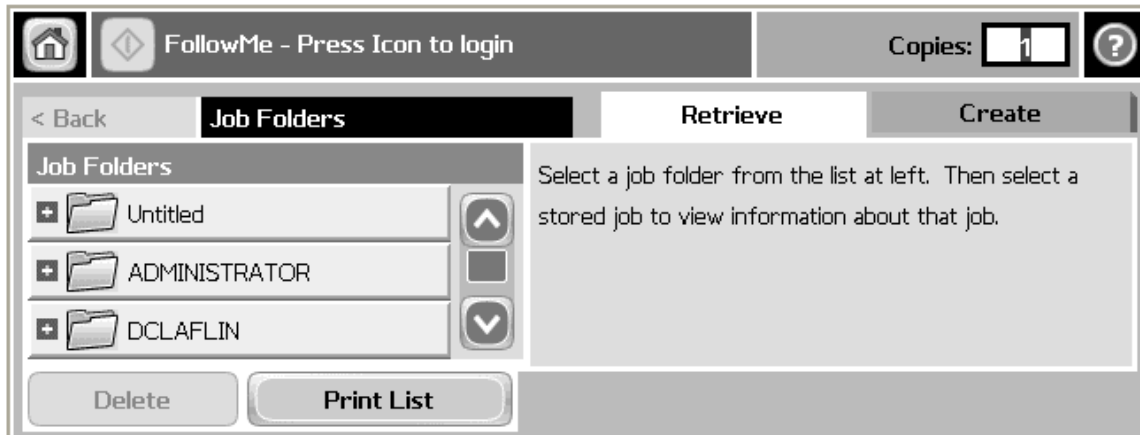 FollowMe - Press Icon to login
Copies: 1
?
< Back
Job Folders
Retrieve
Create
Job Folders
Untitled
ADMINISTRATOR
DCLAFLIN
Select a job folder from the list at left. Then select a
stored job to view information about that job.
Delete
Print List